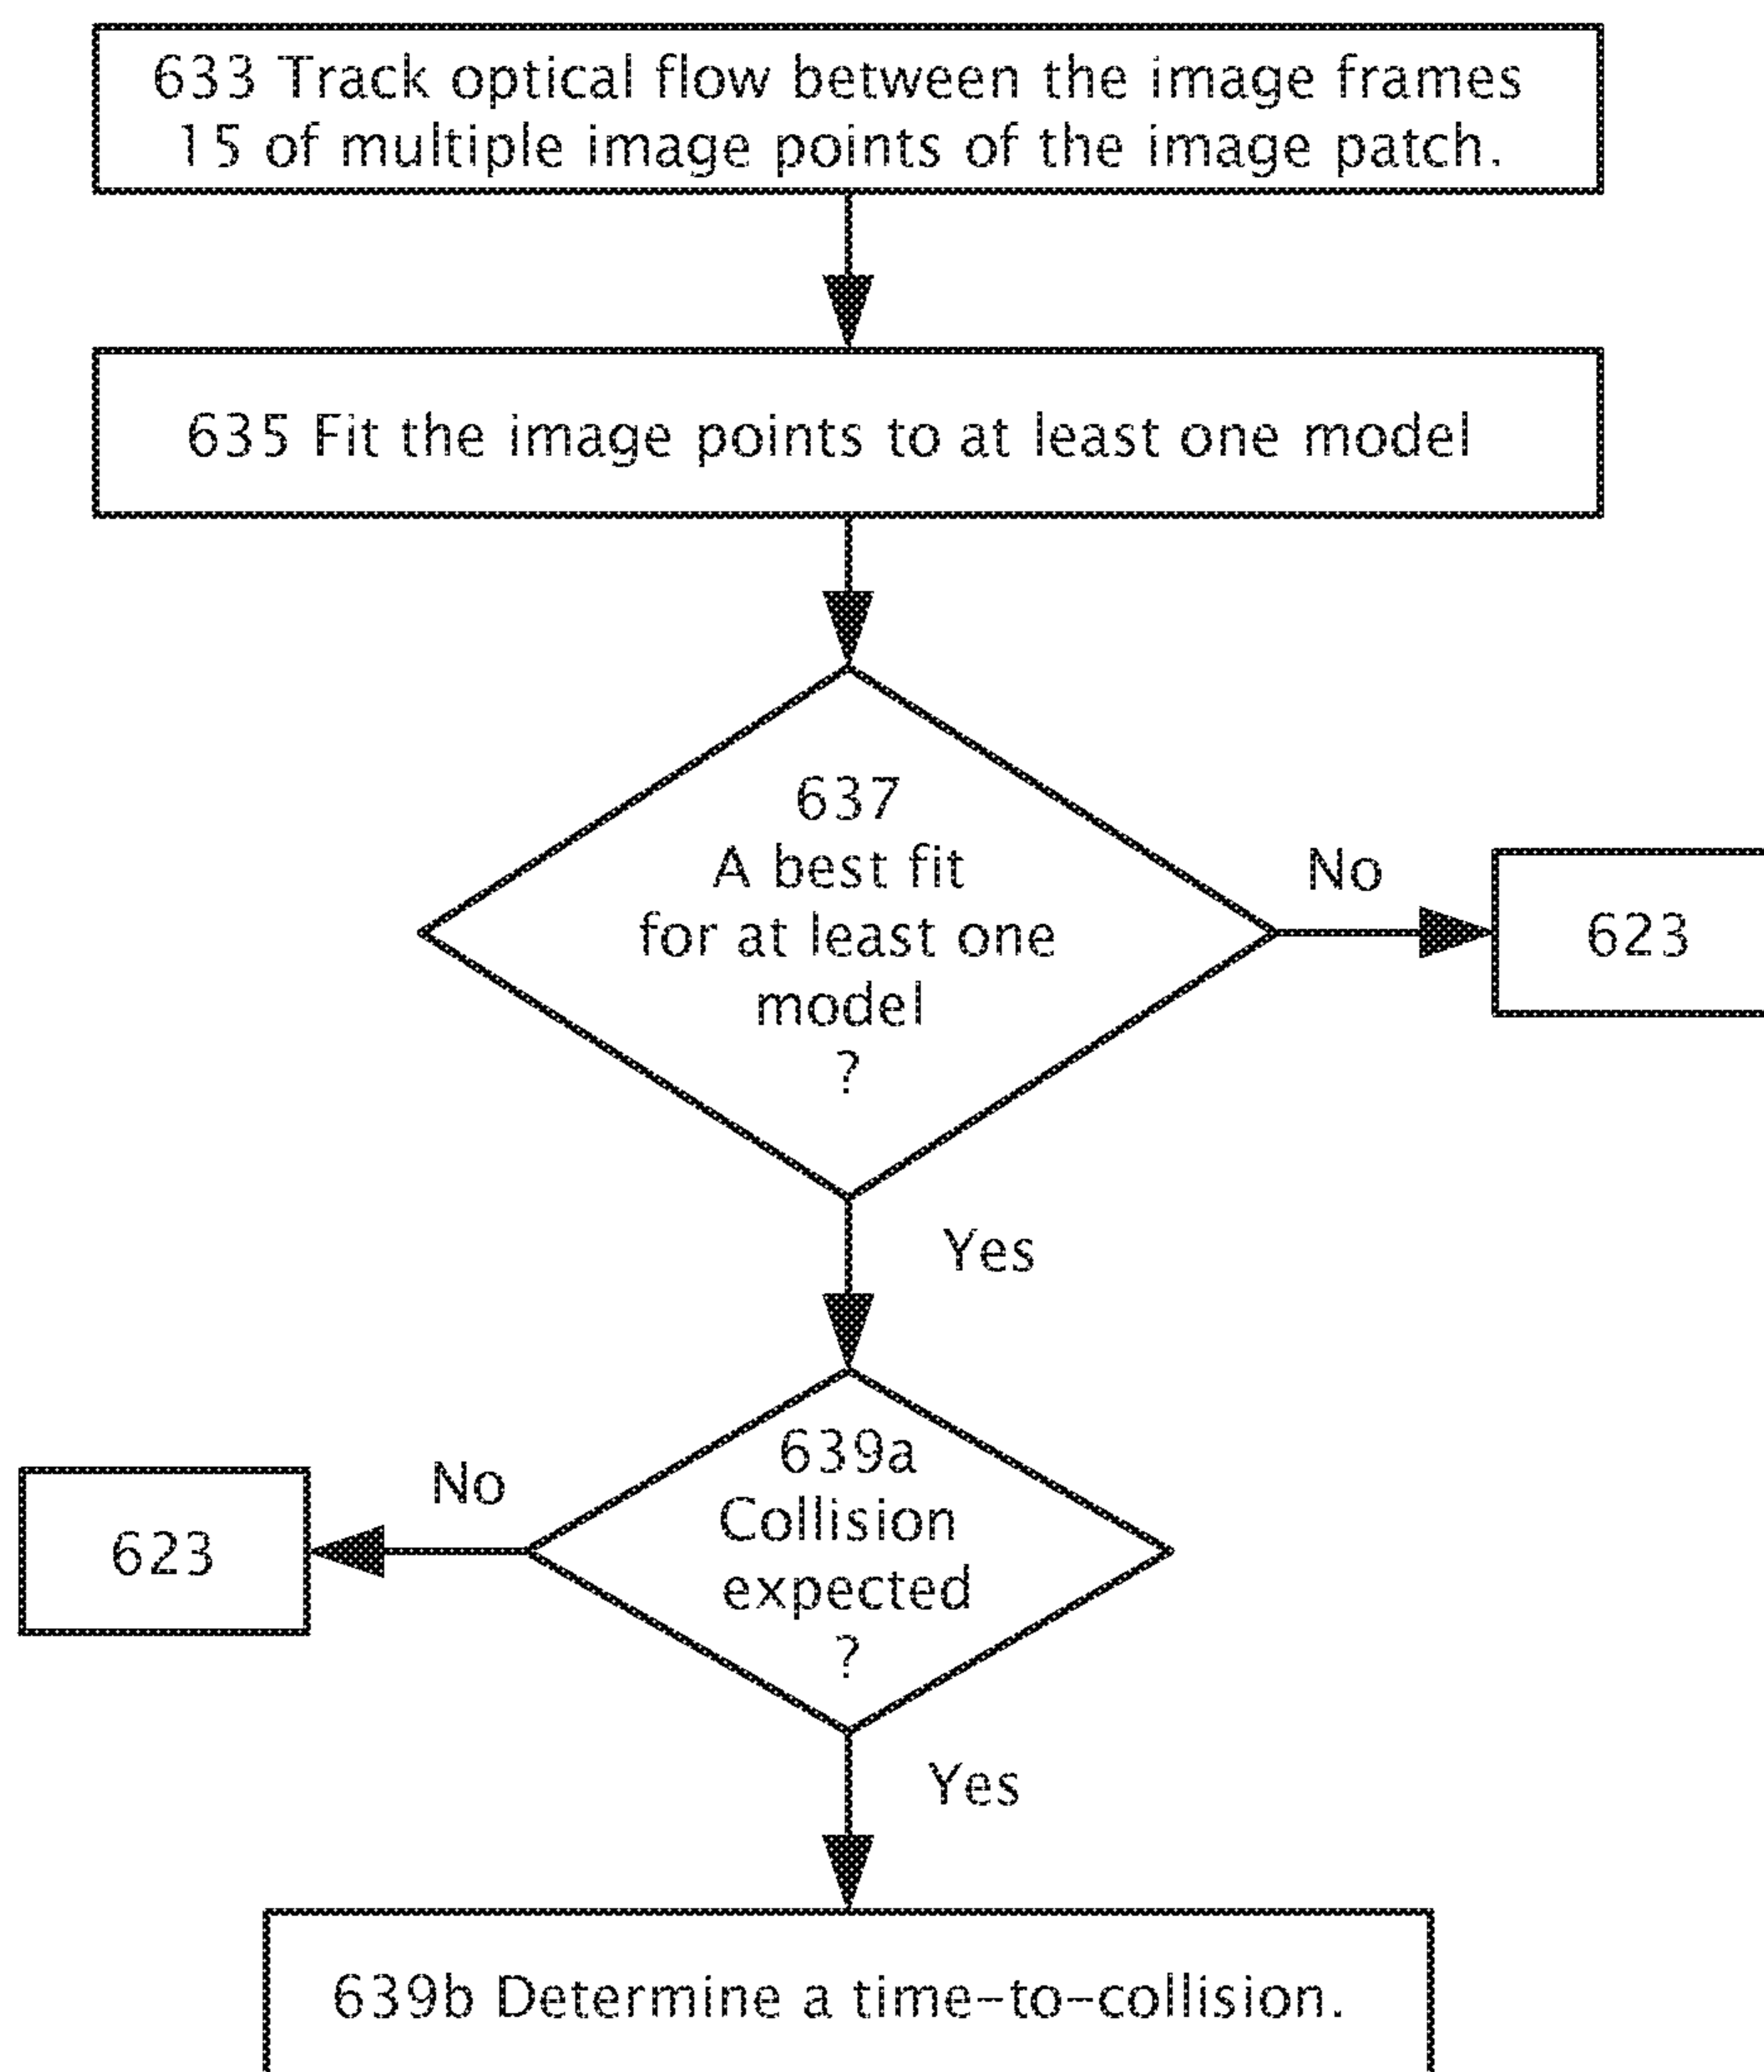 633 Track optical flow between the image frames
15 of multiple image points of the image patch.
635 Fit the image points to at least one model
637
A best fit
for at least one
model
?
No
623
Yes
639a
Collision
expected
?
No
623
Yes
639b Determine a time-to-collision.